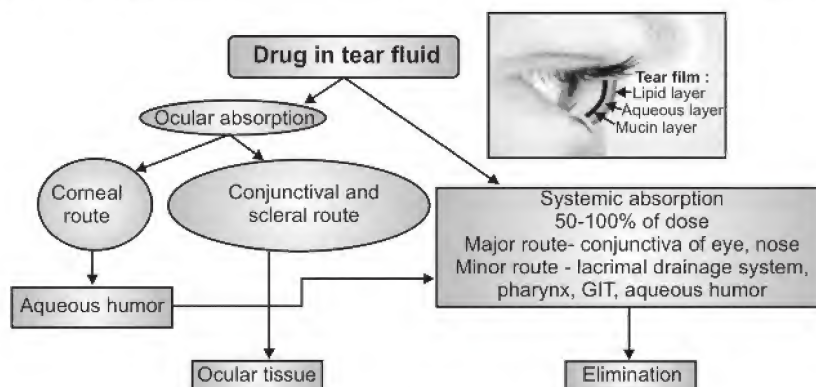 Drug in tear fluid
Tear film :
Lipid layer
Aqueous layer
Mucin layer
Ocular absorption
Corneal
route
Conjunctival and
scleral route
Systemic absorption
50-100% of dose
Major route- conjunctiva of eye, nose
Minor route - lacrimal drainage system,
pharynx, GIT, aqueous humor
Aqueous humor
Ocular tissue
Elimination